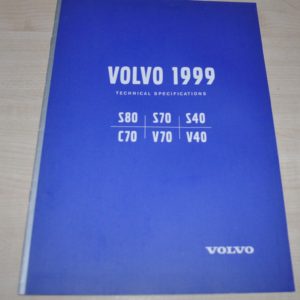 VOLVO 1999
TECHNICAL SPECIFICATIONS
S80 S70 S40
C70 V70 V40
VOLVO